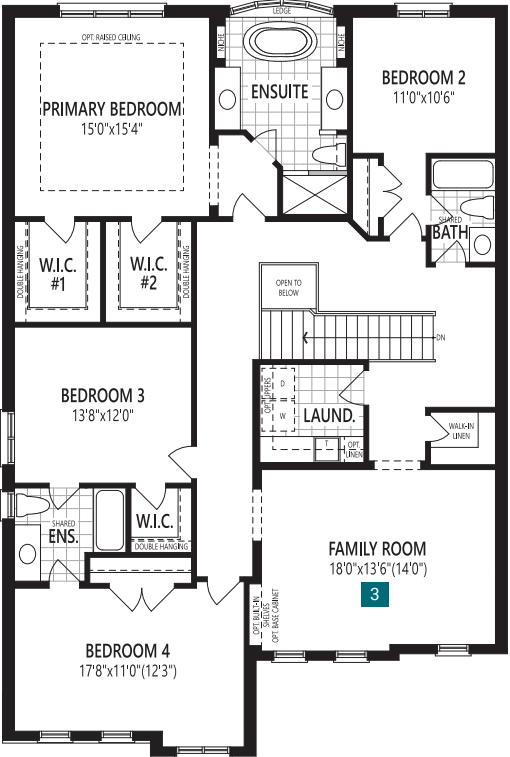 OPT. RAISED CEILING
PRIMARY BEDROOM
15'0"x15'4"
NICHE
LEDGE
NICHE
ENSUITE
BEDROOM 2
11'0"x10'6"
SHARED
BATH
DOUBLE HANGING
W.I.C.
#1
W.I.C.
#2
DOUBLE HANGING
OPEN TO
BELOW
DN
BEDROOM 3
13'8"x12'0"
OPT. UPPERS
D
W
LAUND.
T
OPT.
LINEN
WALK-IN
LINEN
SHARED
ENS.
W.I.C.
DOUBLE HANGING
FAMILY ROOM
18'0"x13'6"(14'0")
3
OPT. BUILT-IN
SHELVES
OPT. BASE CABINET
BEDROOM 4
17'8"x11'0"(12'3")